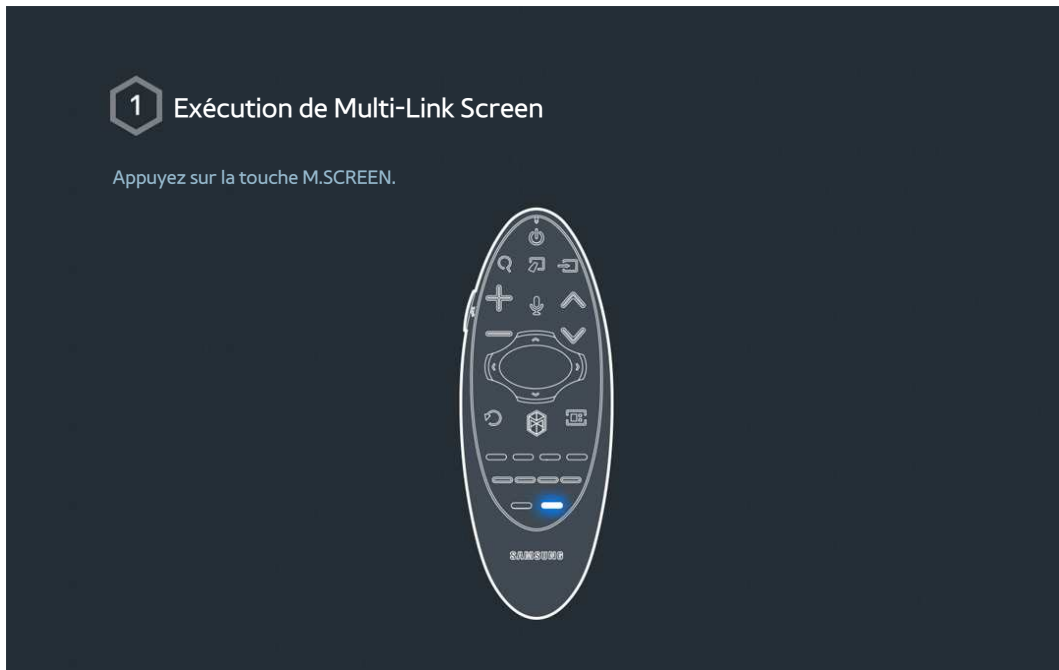 1
Exécution de Multi-Link Screen
Appuyez sur la touche M.SCREEN.
SAMSUNG